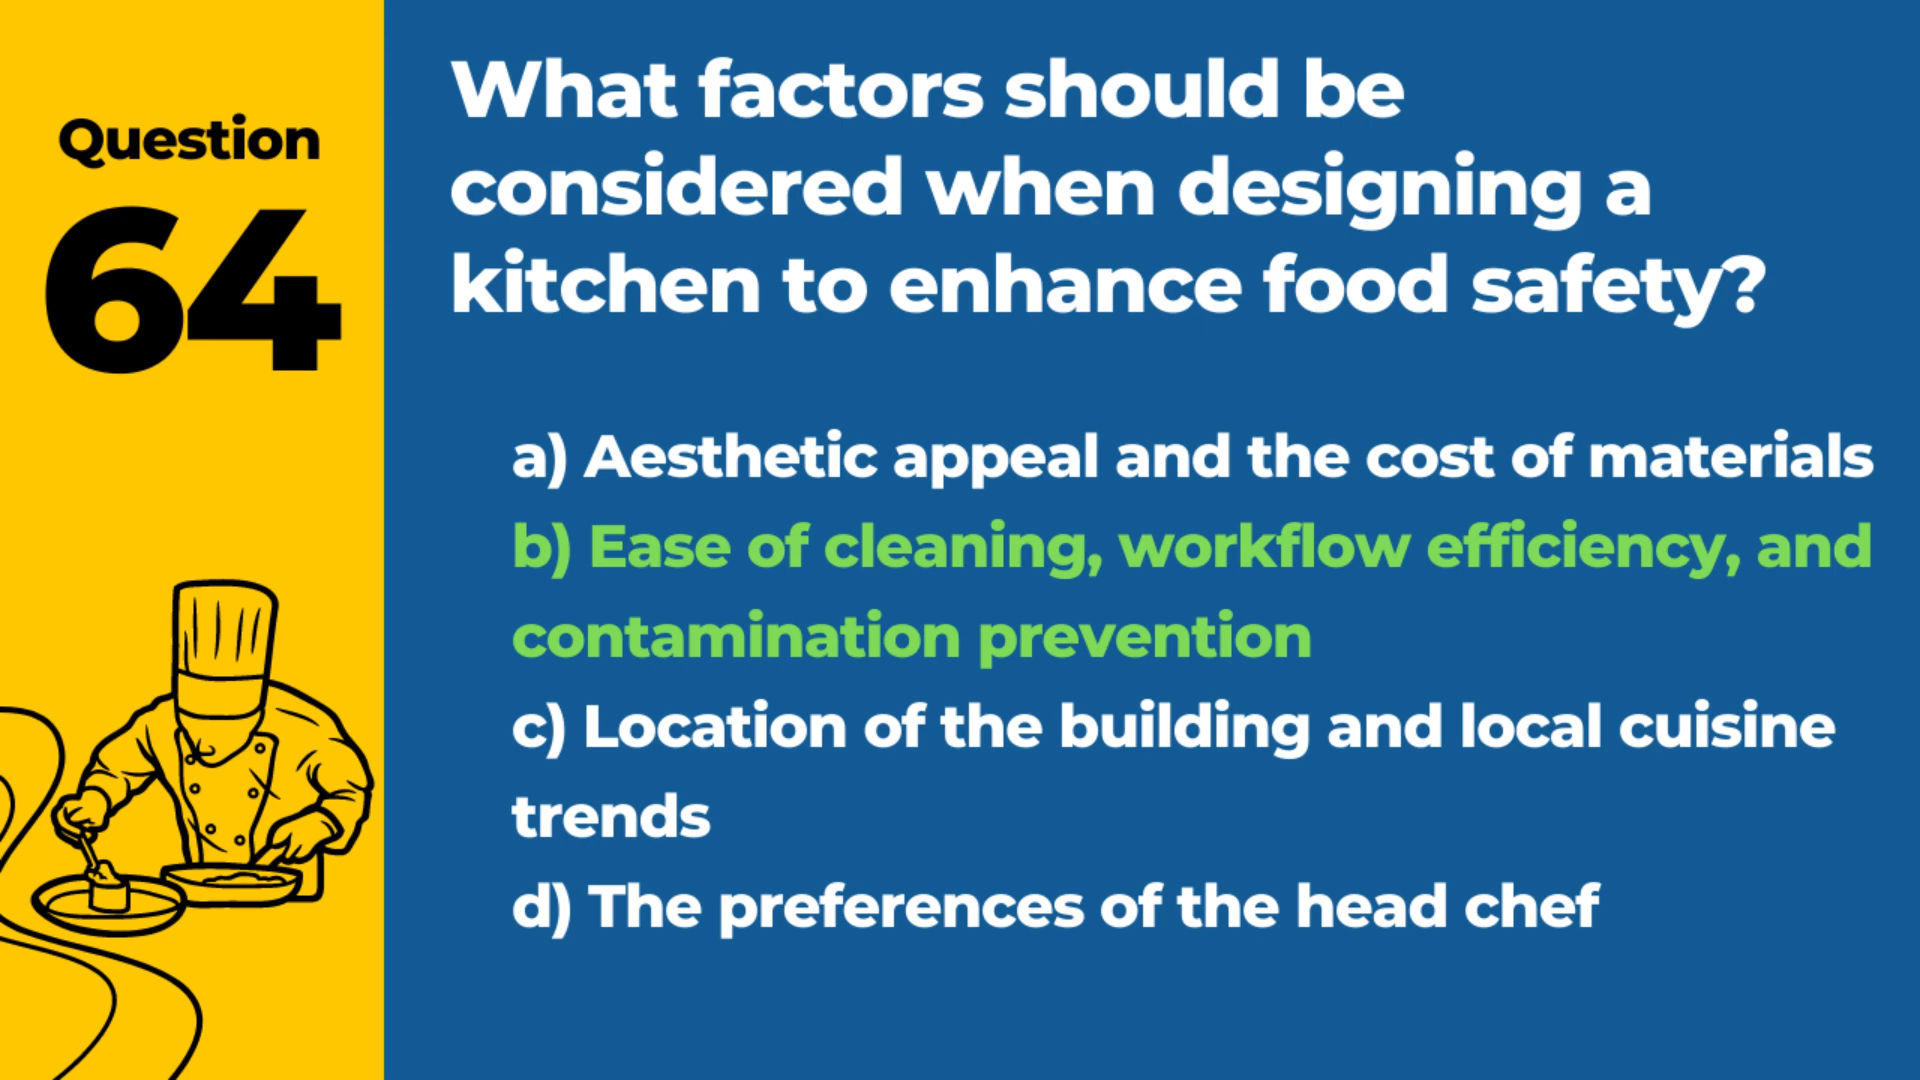 Question
64
What factors should be
considered when designing a
kitchen to enhance food safety?
a) Aesthetic appeal and the cost of materials
b) Ease of cleaning, workflow efficiency, and
contamination prevention
c) Location of the building and local cuisine
trends
d) The preferences of the head chef